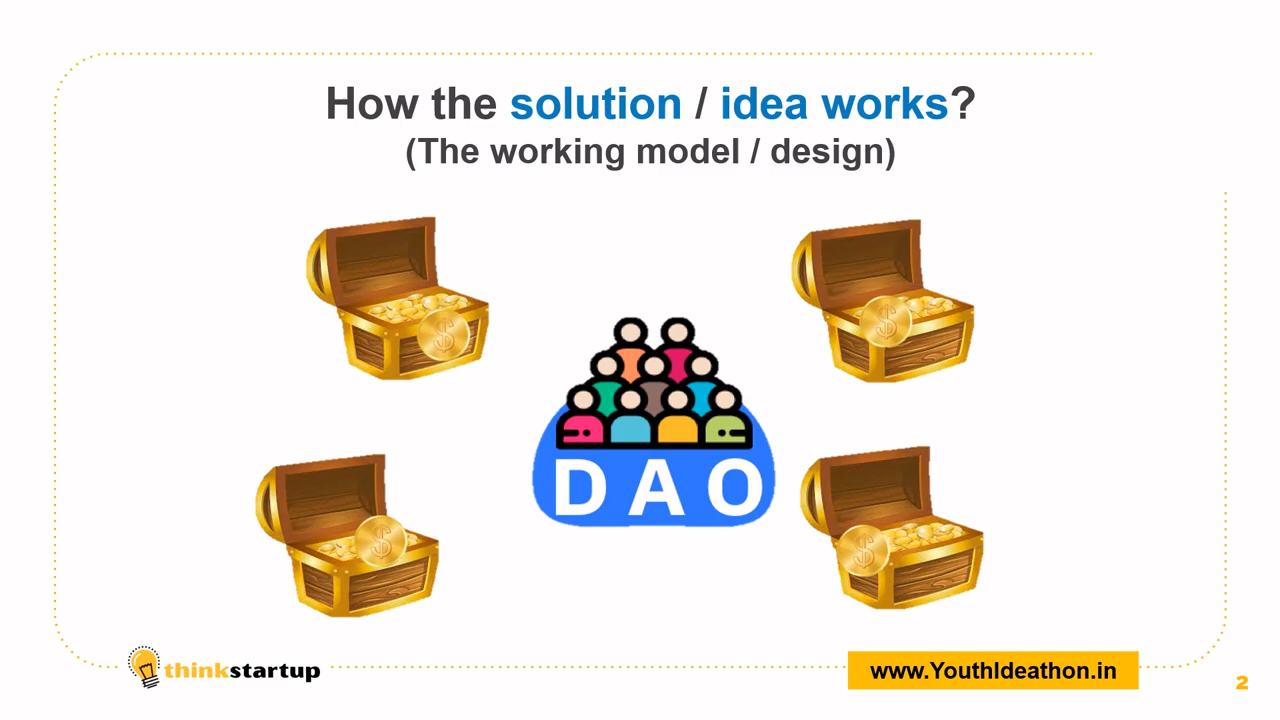 How the solution / idea works?
(The working model / design)
$
$
DAO
$
$
thinkstartup
www.YouthIdeathon.in
2